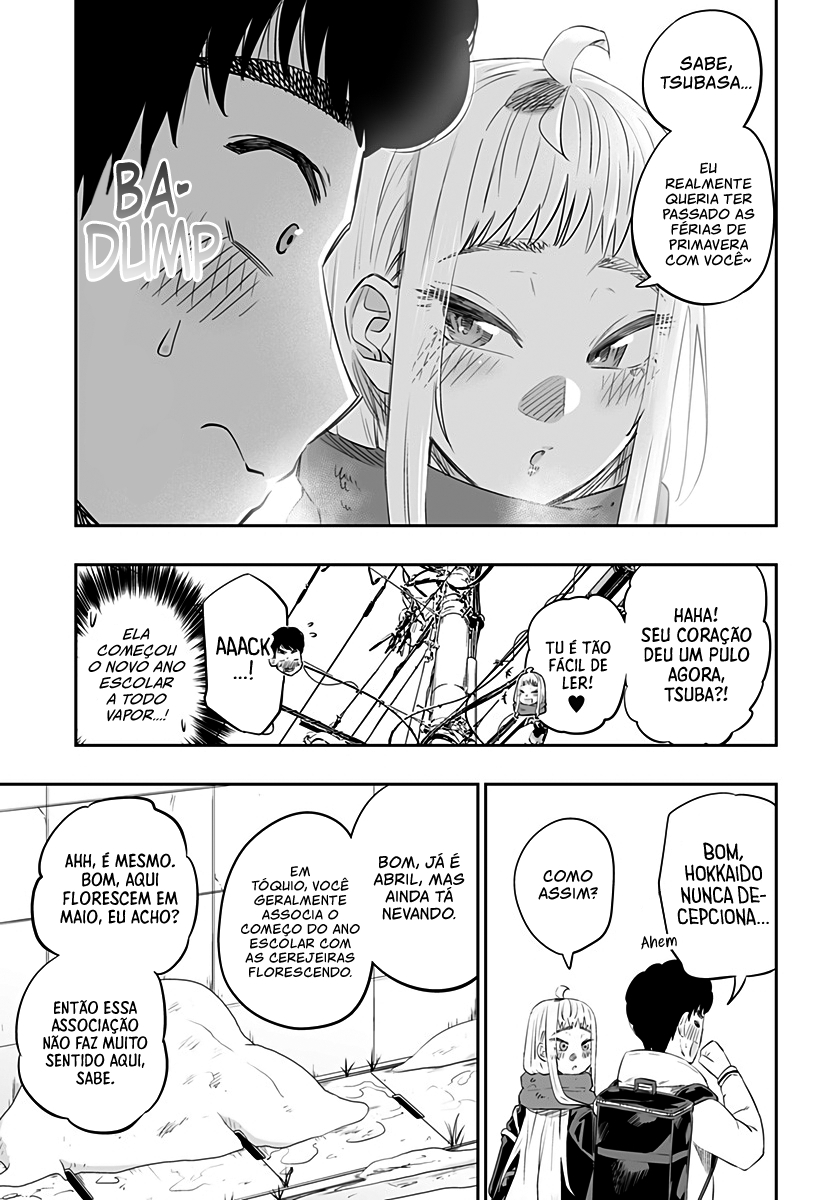 SABE,
TSUBASA...
EU
REALMENTE
QUERIA TER
PASSADO AS
FÉRIAS DE
PRIMAVERA
COM VOCÊ~
BA-
DUMP
HAHA!
SEU CORAÇÃO
DEU UM PULO
AGORA,
TSUBA?!
TU É TÃO
FÁCIL DE
LER!
♥
AAACK
...!
ELA
COMEÇOU
O NOVO ANO
ESCOLAR
A TODO
VAPOR...!
BOM,
HOKKAIDO
NUNCA DE-
CEPCIONA...
Ahem
COMO
ASSIM?
BOM, JÁ É
ABRIL, MAS
AINDA TÁ
NEVANDO.
EM
TÓQUIO, VOCÊ
GERALMENTE
ASSOCIA O
COMEÇO DO ANO
ESCOLAR COM
AS CEREJEIRAS
FLORESCENDO.
AHH, É MESMO.
BOM, AQUI
FLORESCEM EM
MAIO, EU ACHO?
ENTÃO ESSA
ASSOCIAÇÃO
NÃO FAZ MUITO
SENTIDO AQUI,
SABE.